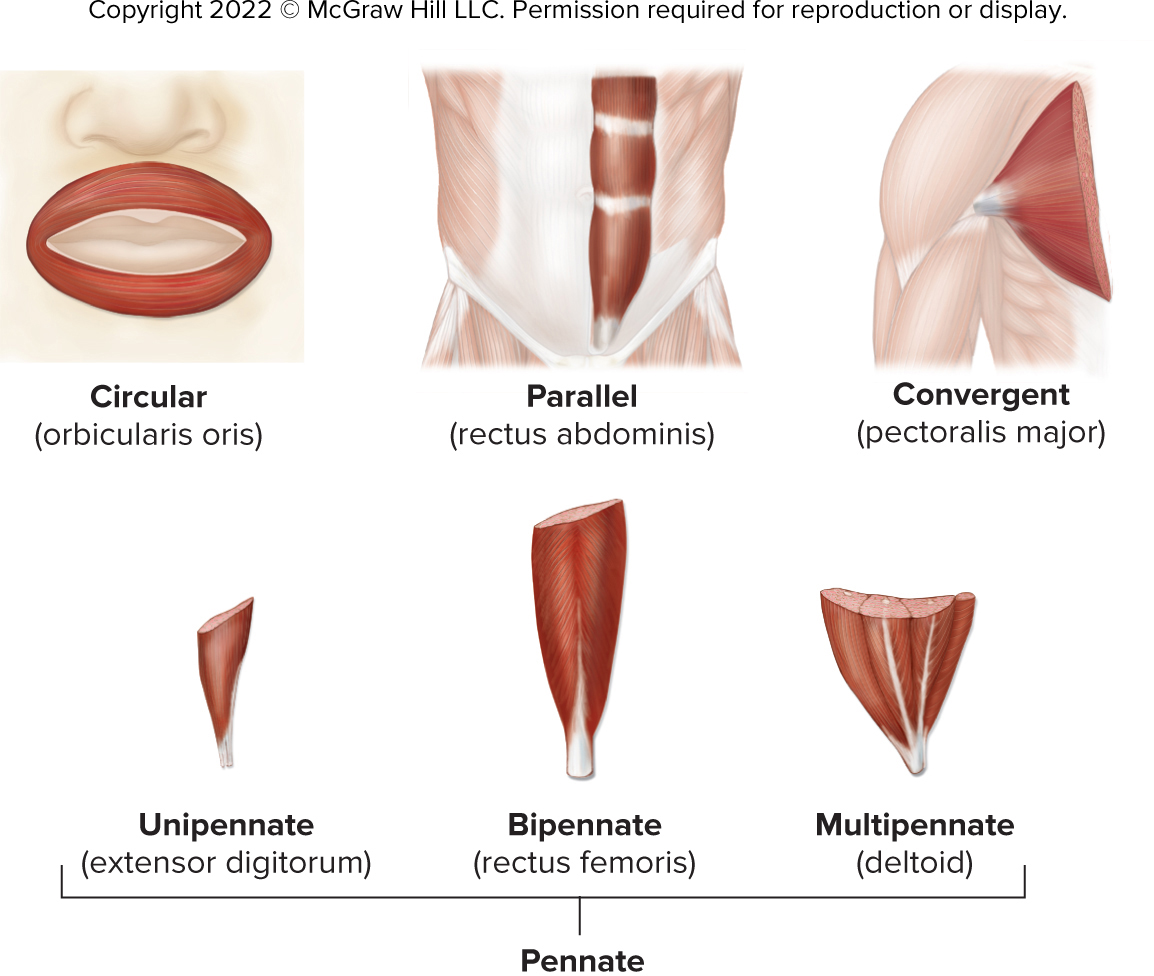 Copyright 2022 © McGraw Hill LLC. Permission required for reproduction or display.
Circular
(orbicularis oris)
Parallel
(rectus abdominis)
Convergent
(pectoralis major)
Unipennate
(extensor digitorum)
Bipennate
(rectus femoris)
Multipennate
(deltoid)
Pennate